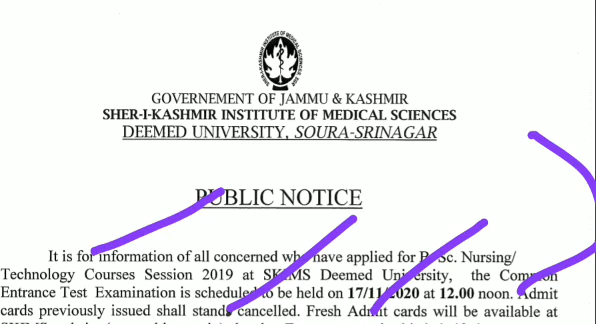 GOVERNEMENT OF JAMMU & KASHMIR
SHER-I-KASHMIR INSTITUTE OF MEDICAL SCIENCES
DEEMED UNIVERSITY, SOURA-SRINAGAR
PUBLIC NOTICE
It is for information of all concerned who have applied for B. Sc. Nursing/
Technology Courses Session 2019 at SKIMS Deemed University, the Common
Entrance Test Examination is scheduled to be held on 17/11/2020 at 12.00 noon. Admit
cards previously issued shall stands cancelled. Fresh Admit cards will be available at